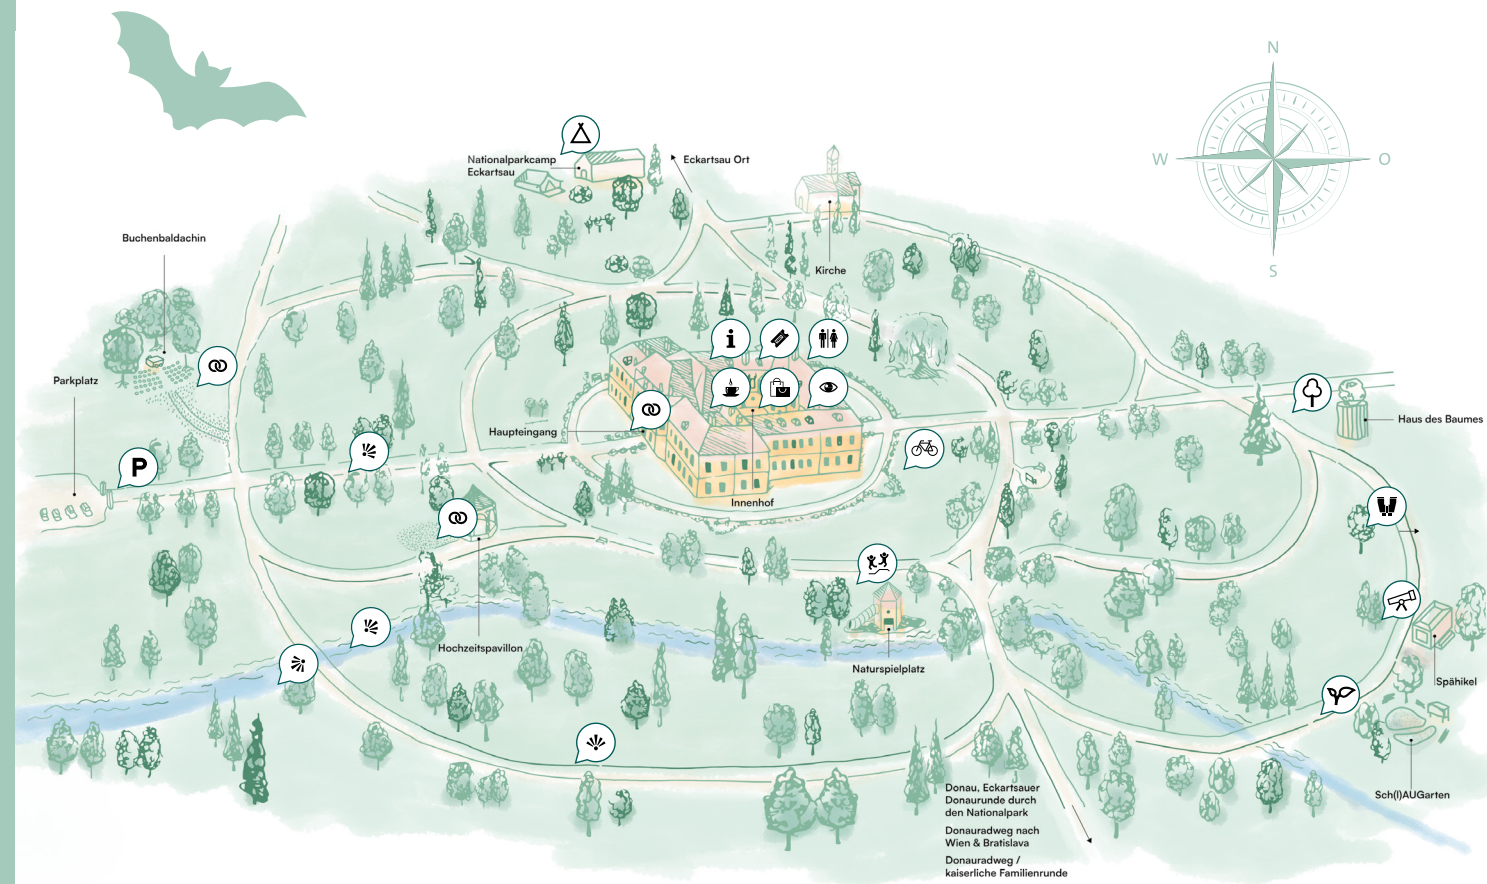 N
W
O
S
Nationalparkcamp
Eckartsau
Eckartsau Ort
Kirche
Buchenbaldachin
Parkplatz
P
i
Haupteingang
Innenhof
Haus des Baumes
Hochzeitspavillon
Naturspielplatz
Spähikel
Sch(l)AUGarten
Donau, Eckartsauer
Donaurunde durch
den Nationalpark
Donauradweg nach
Wien & Bratislava
Donauradweg /
kaiserliche Familienrunde